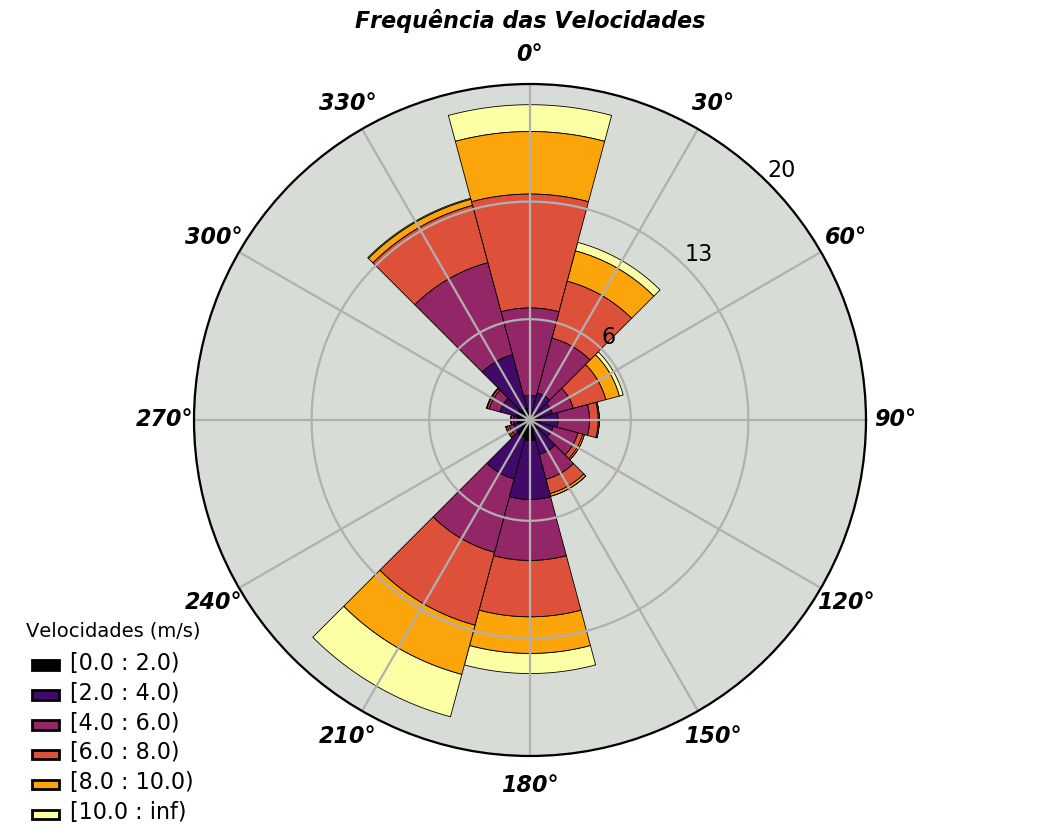 Frequência das Velocidades
0°
330°
30°
20
300°
60°
13
6
270°
90°
240°
120°
210°
150°
180°
Velocidades (m/s)
[0.0 : 2.0)
[2.0 : 4.0)
[4.0 : 6.0)
[6.0 : 8.0)
[8.0 : 10.0)
[10.0 : inf)